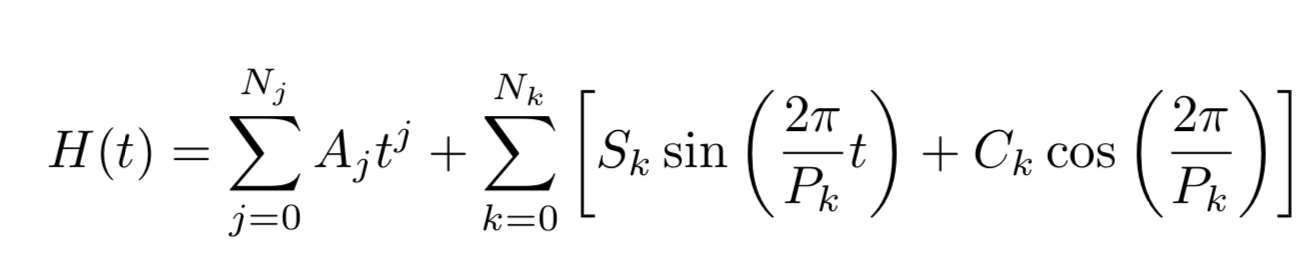 H(t) = \sum_{j=0}^{N_j} A_j t^j + \sum_{k=0}^{N_k} \left[ S_k \sin\left( \frac{2\pi}{P_k} t \right) + C_k \cos\left( \frac{2\pi}{P_k} \right) \right]